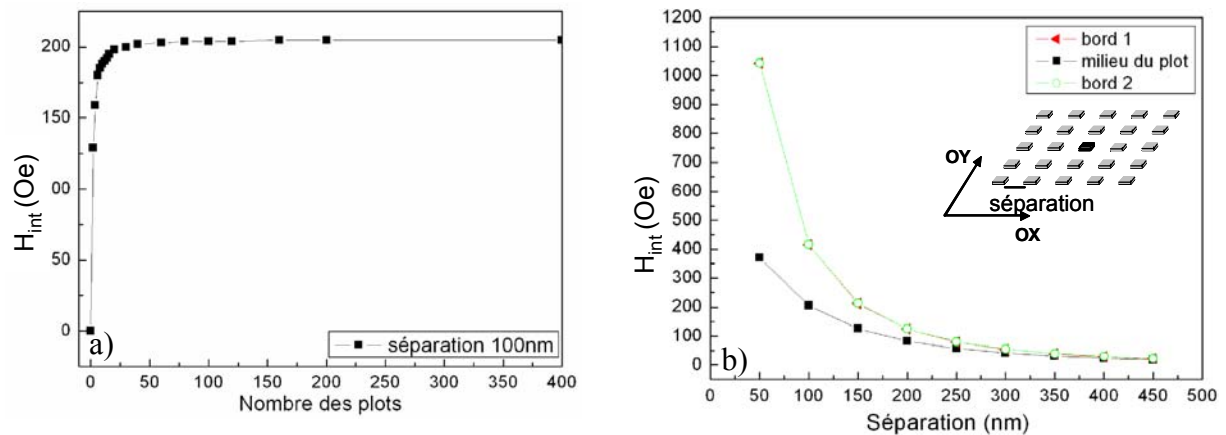 H_int (Oe)
200
150
00
50
0
a)
séparation 100nm
0 50 100 150 200 250 300 350 400
Nombre des plots
H_int (Oe)
1200
1100
1000
900
800
700
600
500
400
300
200
100
0
bord 1
milieu du plot
bord 2
OY
séparation
OX
b)
0 50 100 150 200 250 300 350 400 450 500
Séparation (nm)